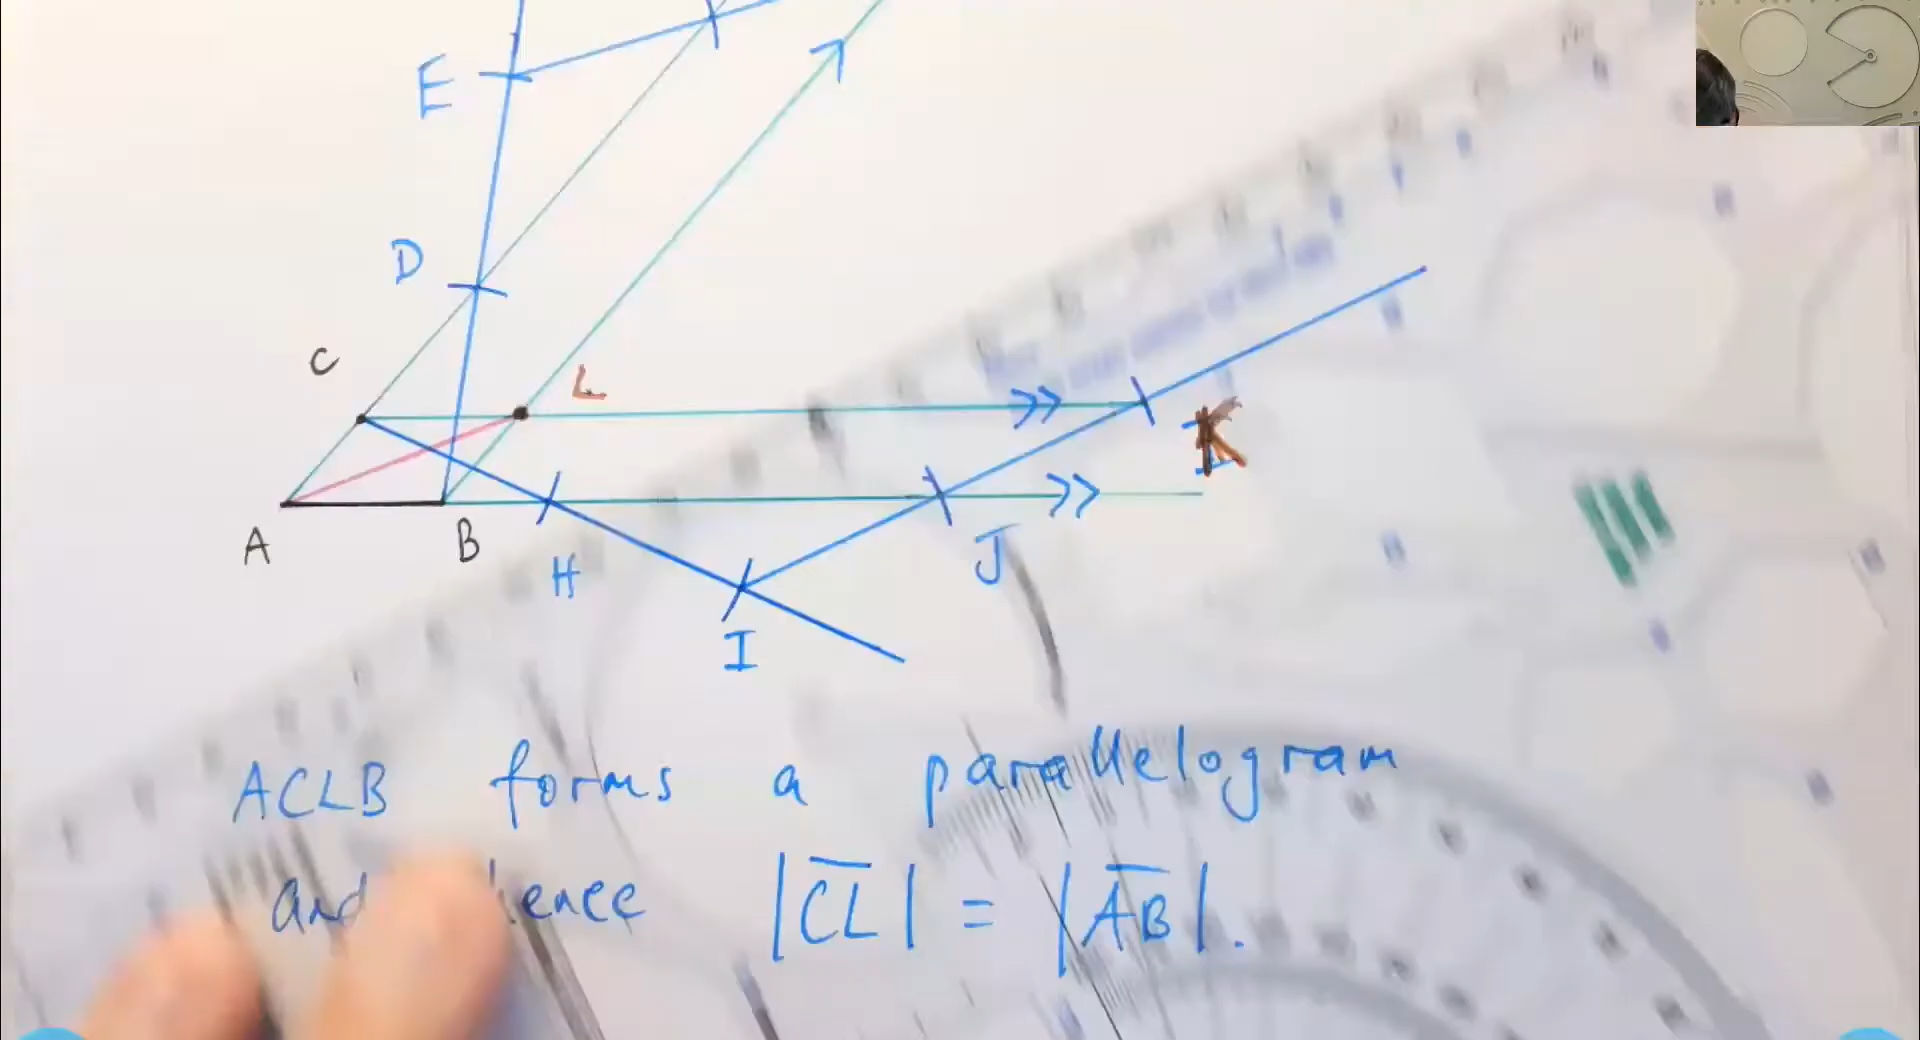 E
D
C
L
K
A
B
H
J
I
ACLB forms a parallelogram
and hence |CL| = |AB|.